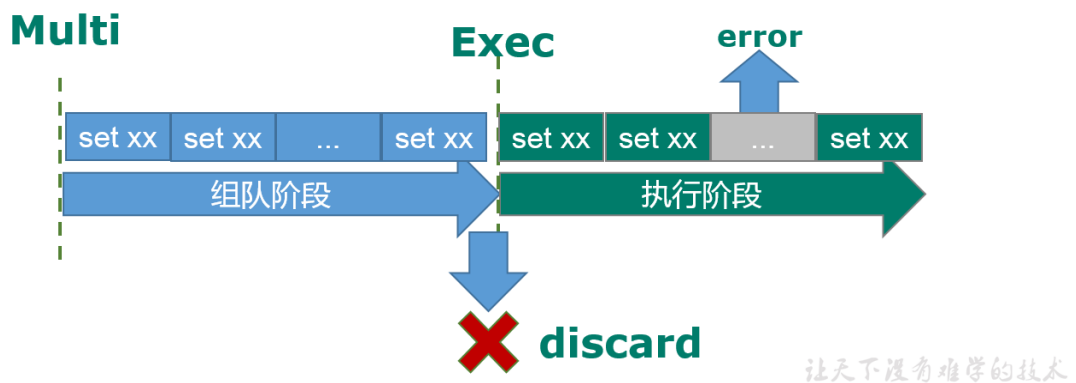 Multi
Exec
error
set xx
set xx
...
set xx
set xx
set xx
...
set xx
组队阶段
执行阶段
discard
让天下没有难学的技术